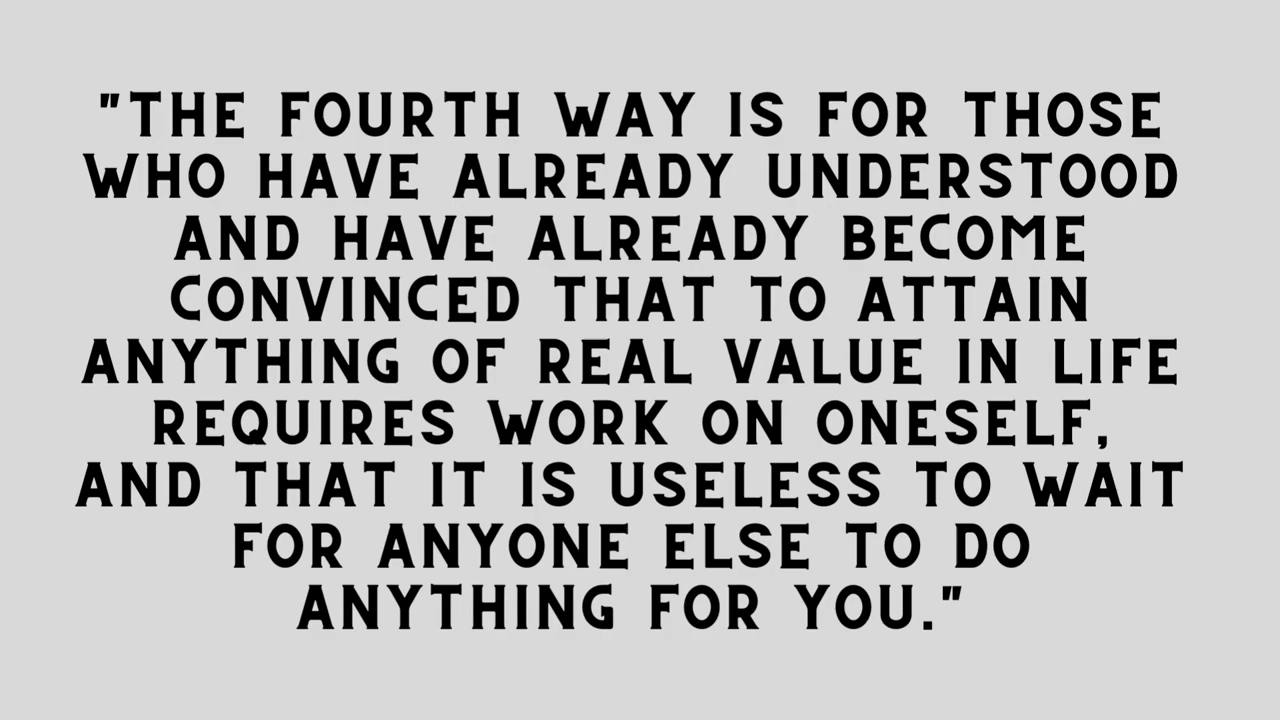 "THE FOURTH WAY IS FOR THOSE
WHO HAVE ALREADY UNDERSTOOD
AND HAVE ALREADY BECOME
CONVINCED THAT TO ATTAIN
ANYTHING OF REAL VALUE IN LIFE
REQUIRES WORK ON ONESELF,
AND THAT IT IS USELESS TO WAIT
FOR ANYONE ELSE TO DO
ANYTHING FOR YOU."